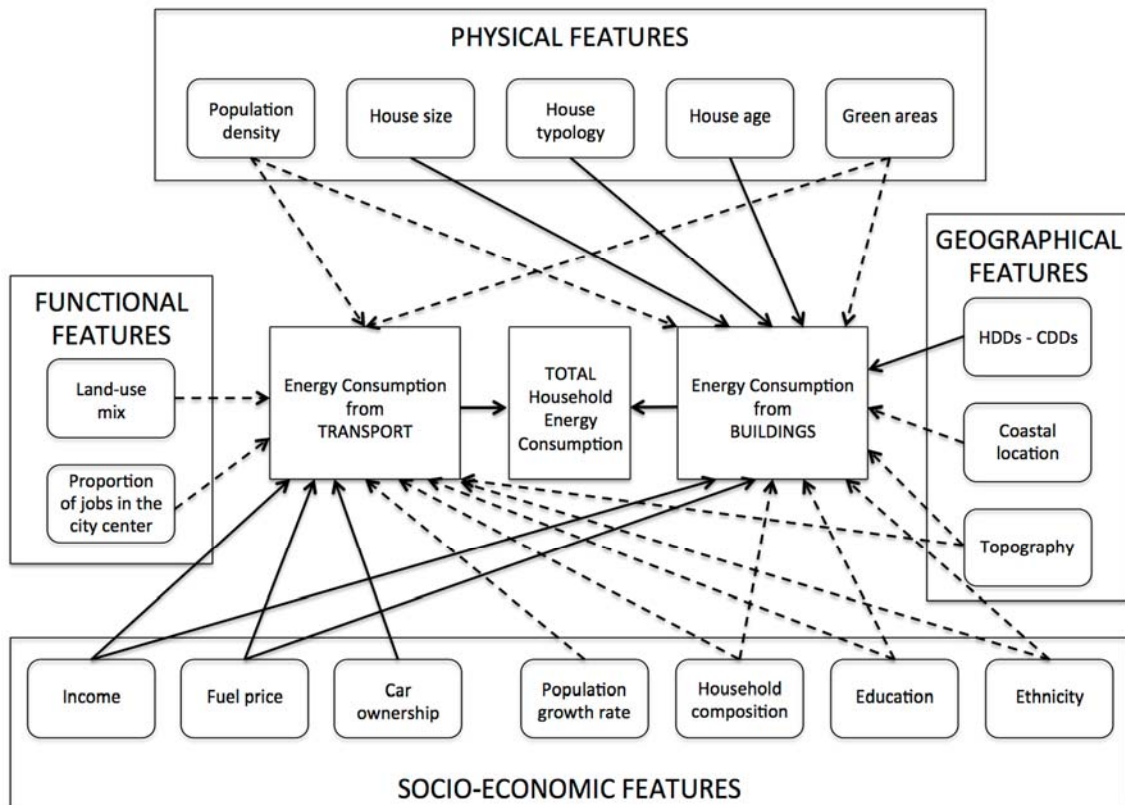 PHYSICAL FEATURES
Population
density
House size
House
typology
House age
Green areas
GEOGRAPHICAL
FEATURES
HDDs - CDDs
Coastal
location
Topography
FUNCTIONAL
FEATURES
Land-use
mix
Proportion
of jobs in the
city center
Energy Consumption
from
TRANSPORT
TOTAL
Household
Energy
Consumption
Energy Consumption
from
BUILDINGS
Income
Fuel price
Car
ownership
Population
growth rate
Household
composition
Education
Ethnicity
SOCIO-ECONOMIC FEATURES